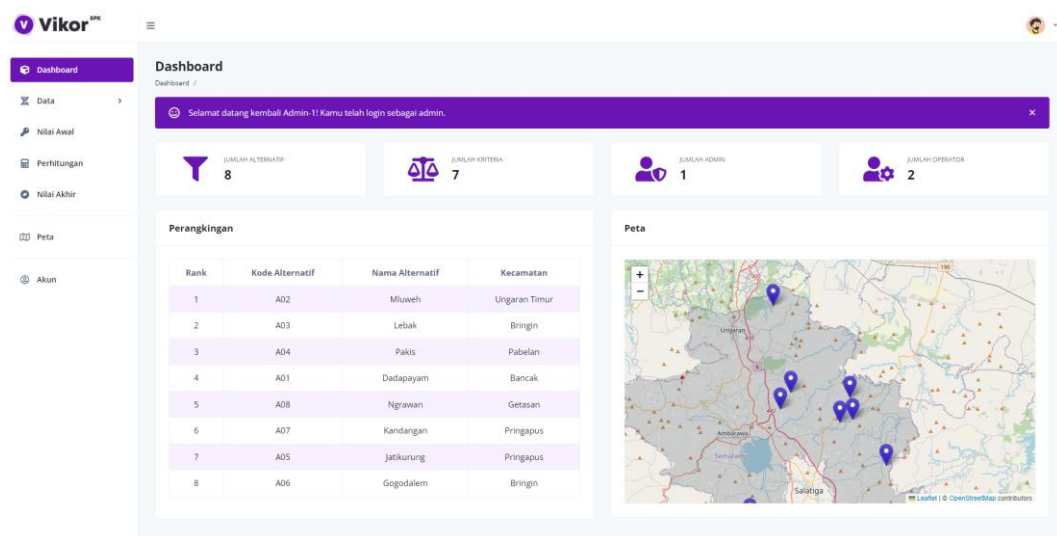 V Vikor SPK
Dashboard
Data
Nilai Awal
Perhitungan
Nilai Akhir
Peta
Akun
Dashboard
Dashboard /
Selamat datang kembali Admin-1! Kamu telah login sebagai admin.
JUMLAH ALTERNATIF
8
JUMLAH KRITERIA
7
JUMLAH ADMIN
1
JUMLAH OPERATOR
2
Perangkingan
Rank Kode Alternatif Nama Alternatif Kecamatan
1 A02 Mluweh Ungaran Timur
2 A03 Lebak Bringin
3 A04 Pakis Pabelan
4 A01 Dadapayam Bancak
5 A08 Ngrawan Getasan
6 A07 Kandangan Pringapus
7 A05 Jatikurung Pringapus
8 A06 Gogodalem Bringin
Peta
+
−
190
Ungaran
Ambarawa
Semarang
Salatiga
Leaflet | © OpenStreetMap contributors